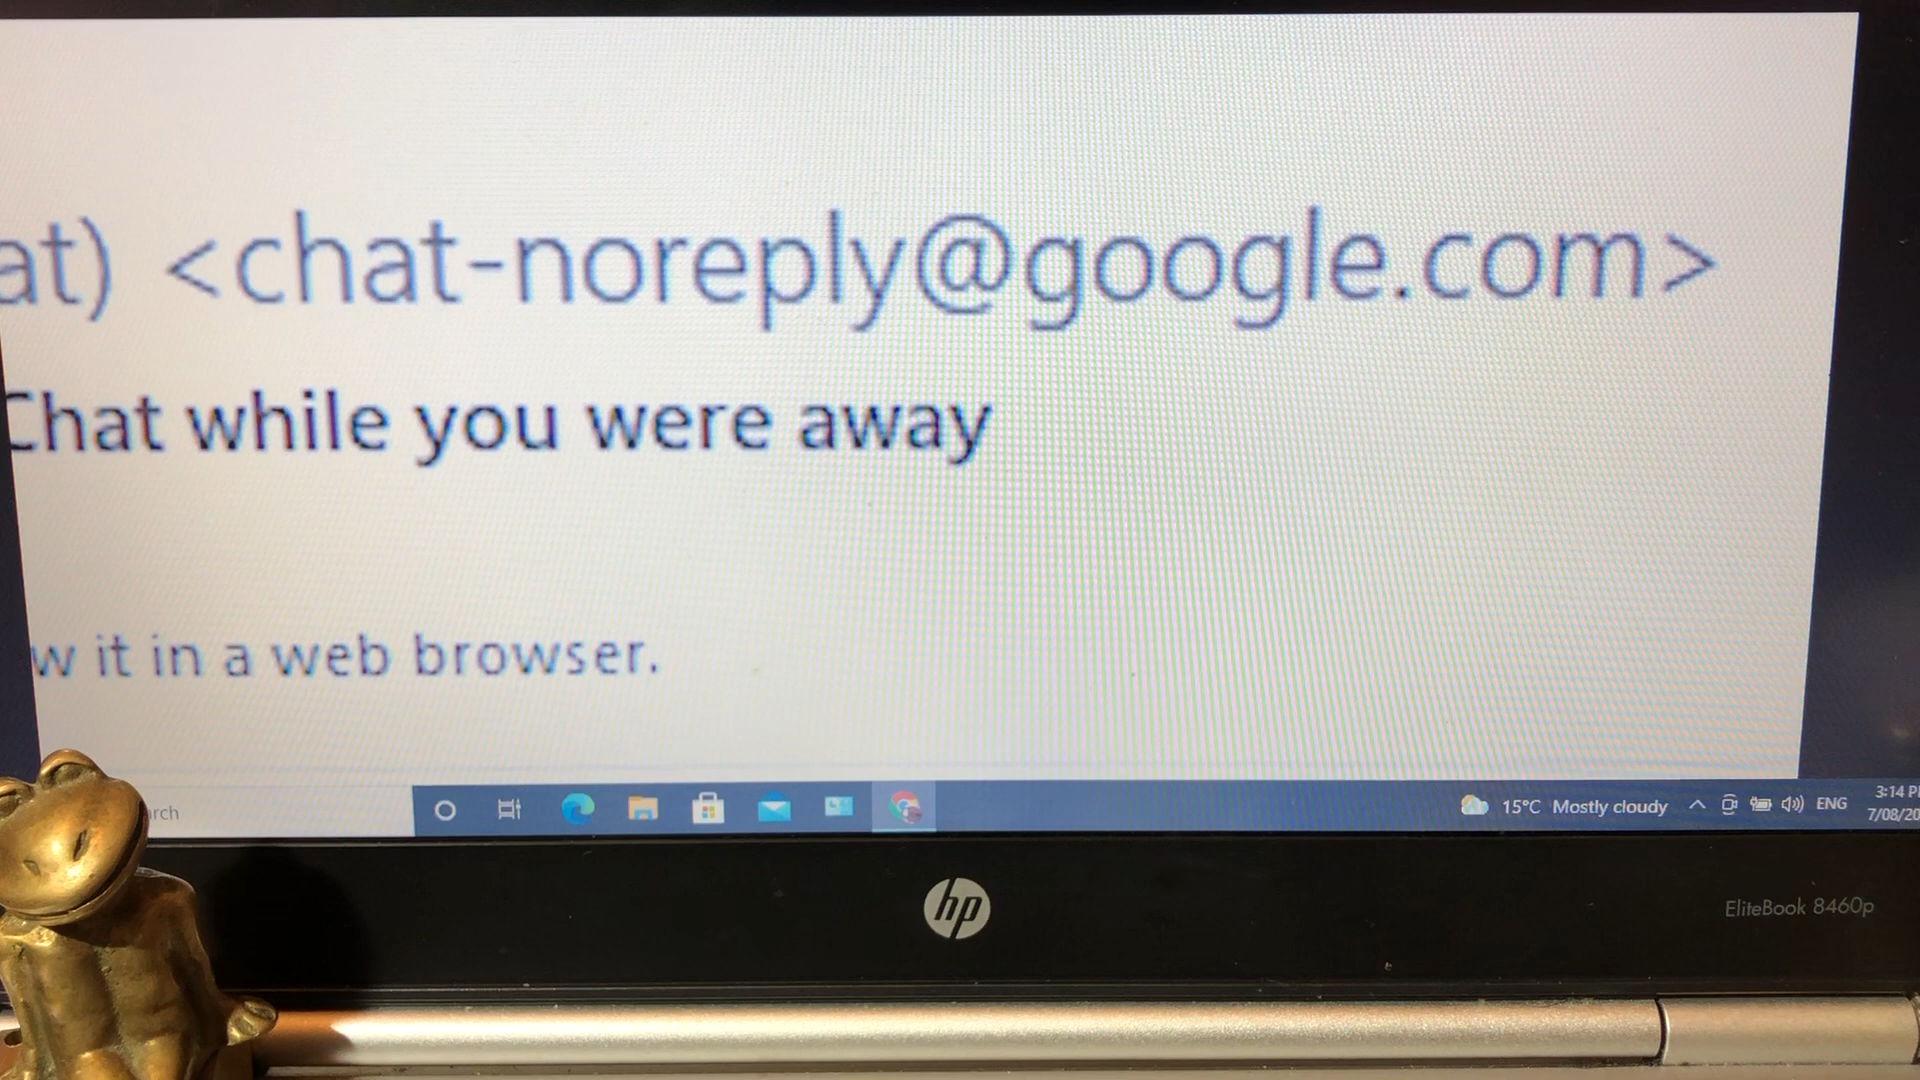 at) <chat-noreply@google.com>
Chat while you were away
w it in a web browser.
rch
15°C Mostly cloudy
ENG
3:14 P
7/08/20
hp
EliteBook 8460p